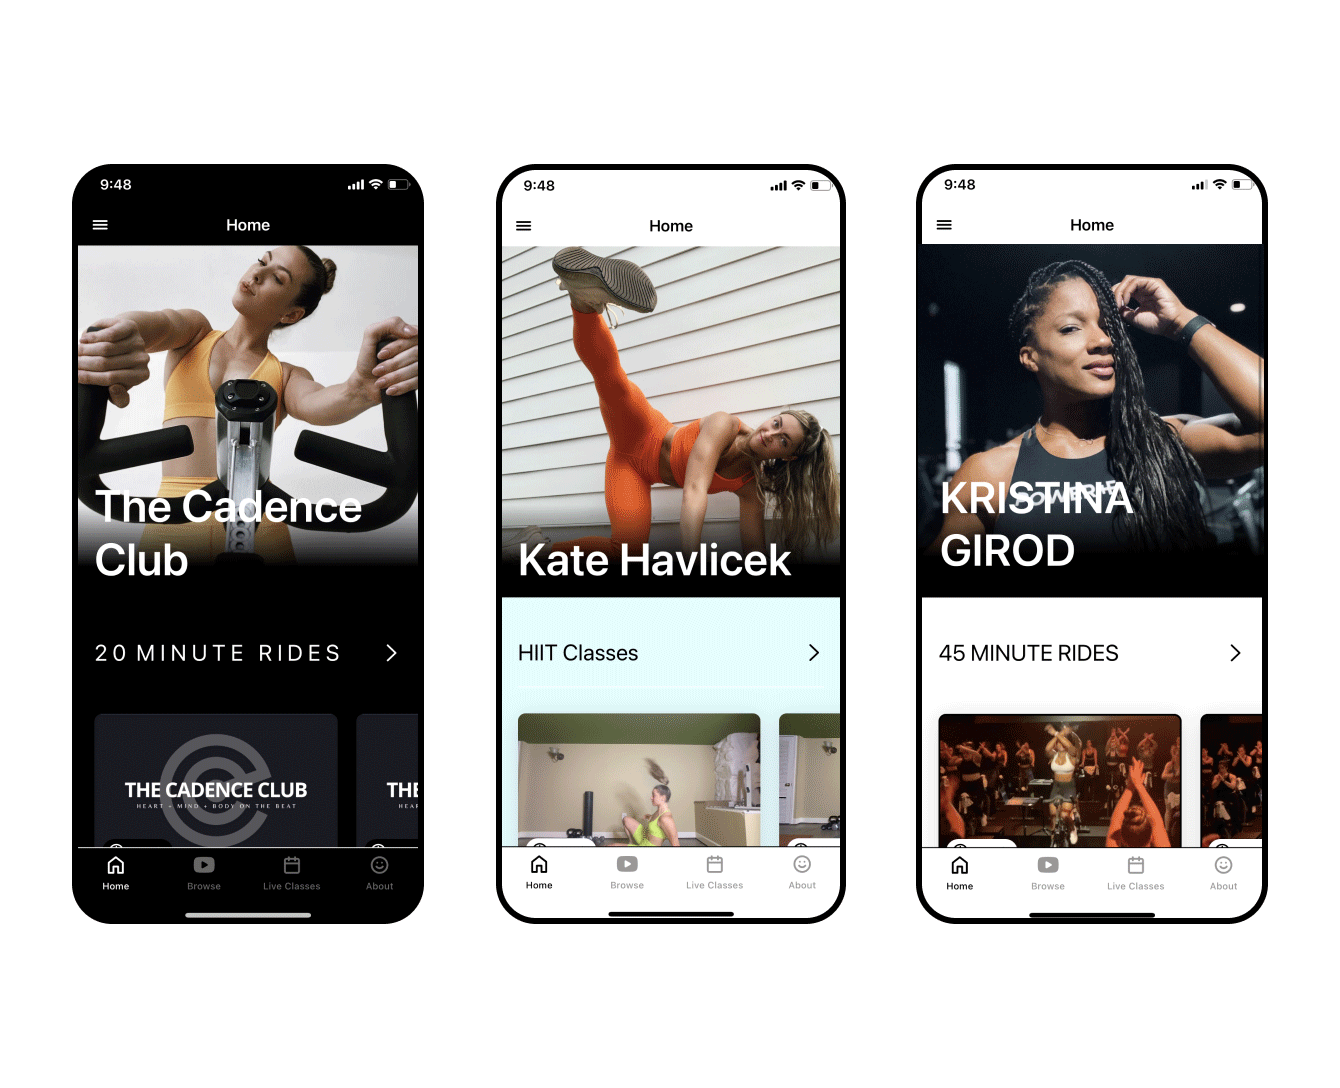 9:48
Home
The Cadence
Club
20 MINUTE RIDES
THE CADENCE CLUB
HEART + MIND + BODY ON THE BEAT
THE
HEAR
Home
Browse
Live Classes
About
9:48
Home
Kate Havlicek
HIIT Classes
Home
Browse
Live Classes
About
9:48
Home
KRISTINA
GIROD
45 MINUTE RIDES
Home
Browse
Live Classes
About